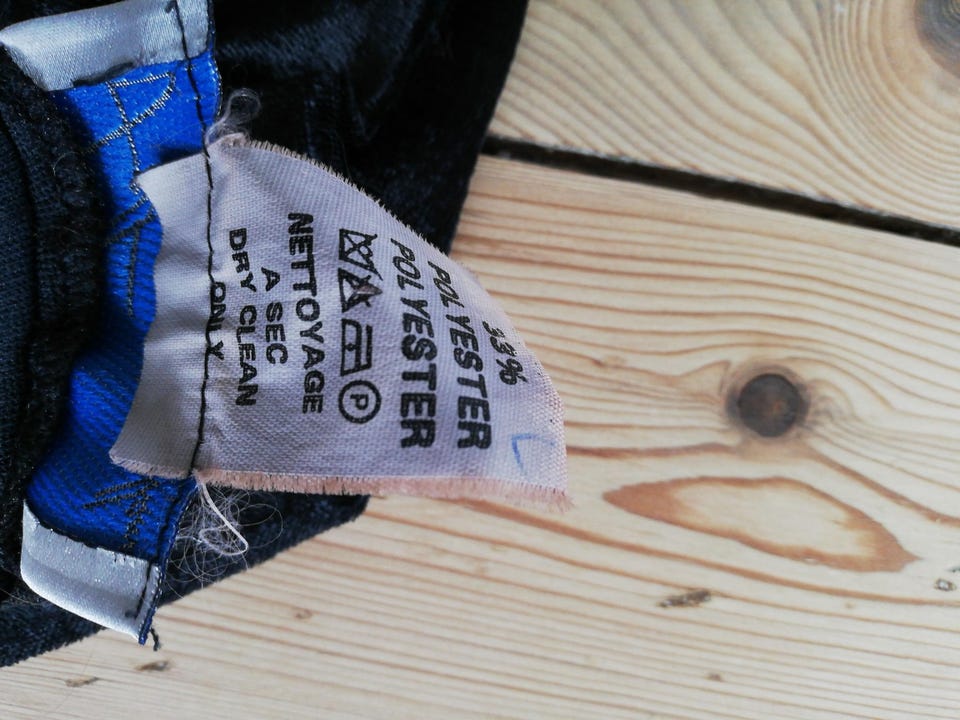 33%
POLYESTER
POLYESTER
P
NETTOYAGE
A SEC
DRY CLEAN
ONLY